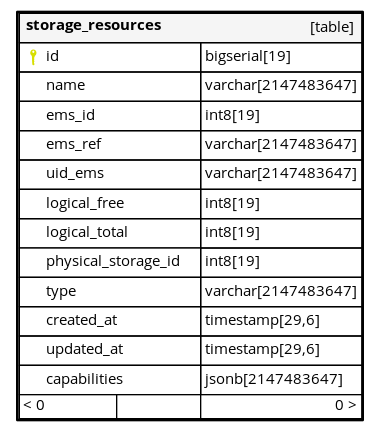 storage_resources [table]
id bigserial[19]
name varchar[2147483647]
ems_id int8[19]
ems_ref varchar[2147483647]
uid_ems varchar[2147483647]
logical_free int8[19]
logical_total int8[19]
physical_storage_id int8[19]
type varchar[2147483647]
created_at timestamp[29,6]
updated_at timestamp[29,6]
capabilities jsonb[2147483647]
< 0 0 >